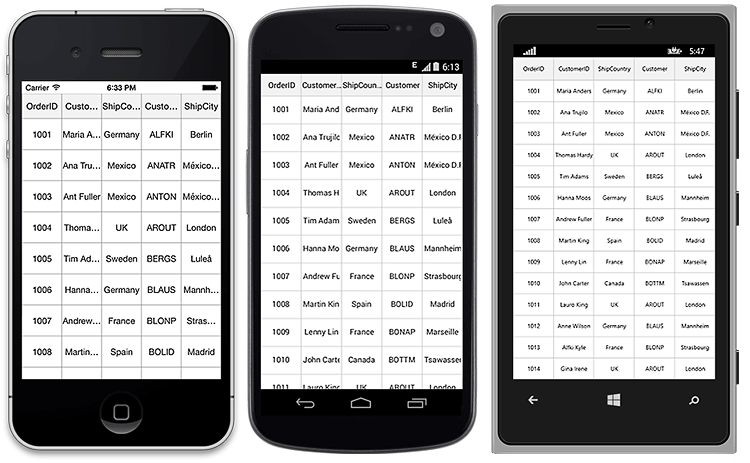 Carrier 6:33 PM
OrderID Custo... ShipCo... Custo... ShipCity
1001 Maria A... Germany ALFKI Berlin
1002 Ana Tru... Mexico ANATR México...
1003 Ant Fuller Mexico ANTON México...
1004 Thoma... UK AROUT London
1005 Tim Ad... Sweden BERGS Luleå
1006 Hanna... Germany BLAUS Mannh...
1007 Andrew... France BLONP Stras...
1008 Martin... Spain BOLID Madrid
E 6:13
OrderID Customer... ShipCoun... Customer ShipCity
1001 Maria And Germany ALFKI Berlin
1002 Ana Trujilo Mexico ANATR México D.F
1003 Ant Fuller Mexico ANTON México D.F
1004 Thomas H UK AROUT London
1005 Tim Adam Sweden BERGS Luleå
1006 Hanna Mo Germany BLAUS Mannheim
1007 Andrew Fu France BLONP Strasbourg
1008 Martin Kin Spain BOLID Madrid
1009 Lenny Lin France BONAP Marseille
1010 John Carte Canada BOTTM Tsawassen
1011 Lauro King UK AROUT London
5:47
OrderID CustomerID ShipCountry Customer ShipCity
1001 Maria Anders Germany ALFKI Berlin
1002 Ana Trujilo Mexico ANATR México D.F.
1003 Ant Fuller Mexico ANTON México D.F.
1004 Thomas Hardy UK AROUT London
1005 Tim Adams Sweden BERGS Luleå
1006 Hanna Moos Germany BLAUS Mannheim
1007 Andrew Fuller France BLONP Strasbourg
1008 Martin King Spain BOLID Madrid
1009 Lenny Lin France BONAP Marseille
1010 John Carter Canada BOTTM Tsawassen
1011 Lauro King UK AROUT London
1012 Anne Wilson Germany BLAUS Mannheim
1013 Alfki Kyle France BLONP Strasbourg
1014 Gina Irene UK AROUT London